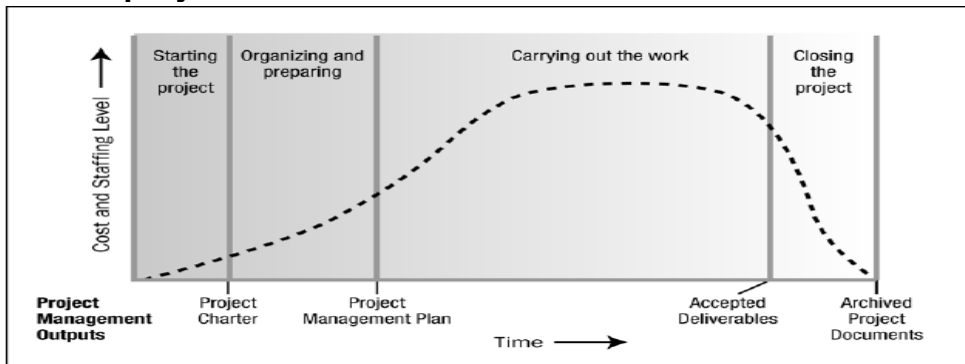 Starting
the
project
Organizing and
preparing
Carrying out the work
Closing
the
project
Cost and Staffing Level
Project
Management
Outputs
Project
Charter
Project
Management Plan
Accepted
Deliverables
Archived
Project
Documents
Time